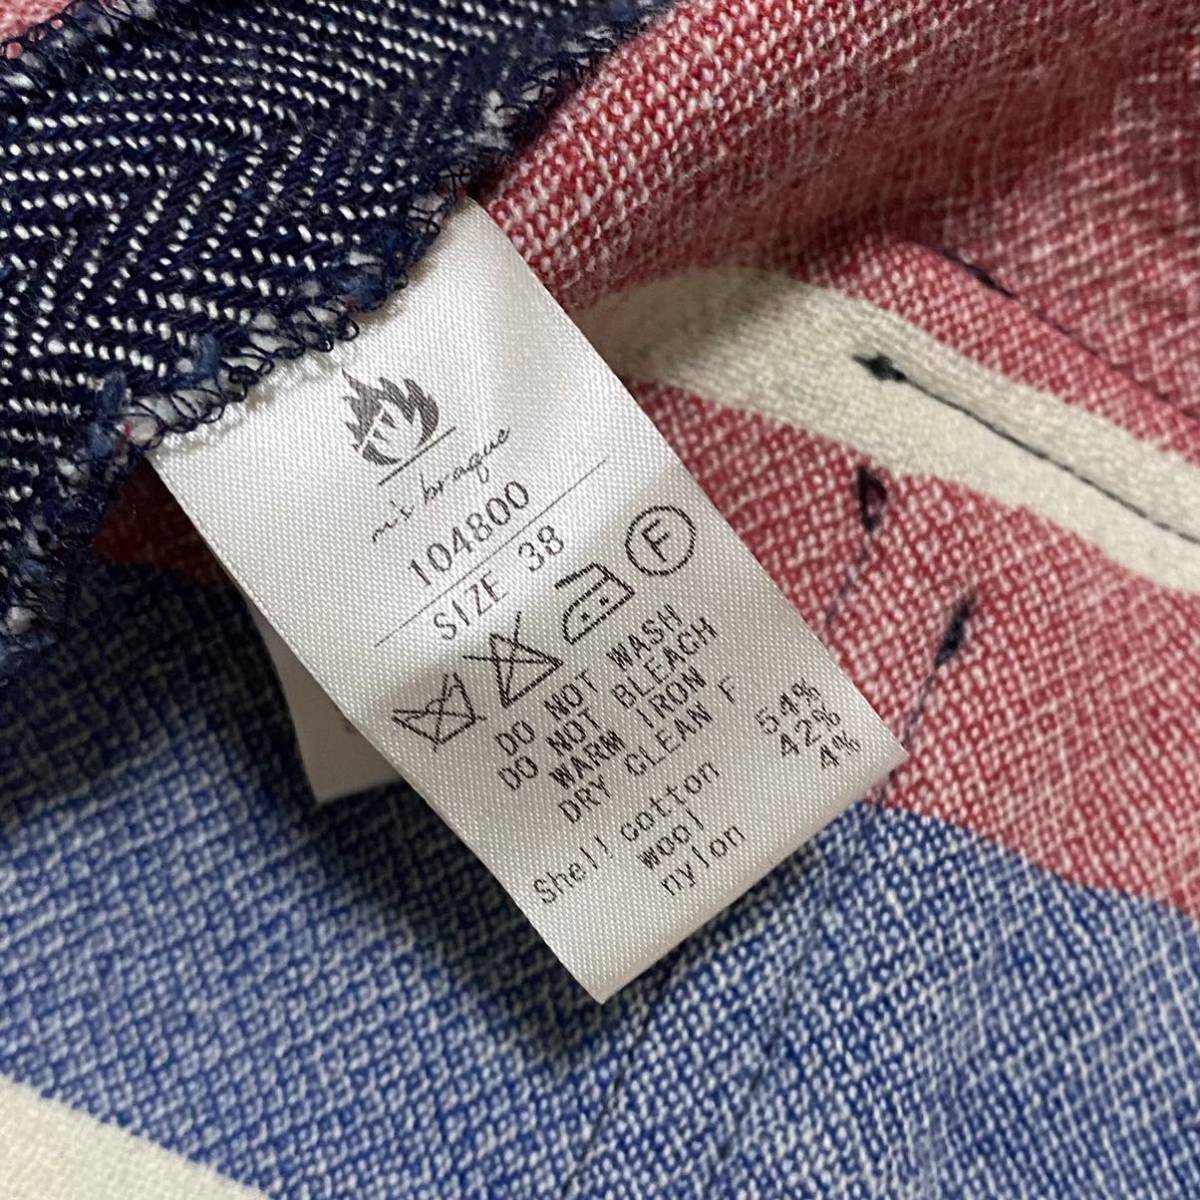 m's braque
104800
SIZE 38
F
DO NOT WASH
DO NOT BLEACH
WARM IRON
DRY CLEAN F
Shell cotton 54%
wool 42%
nylon 4%